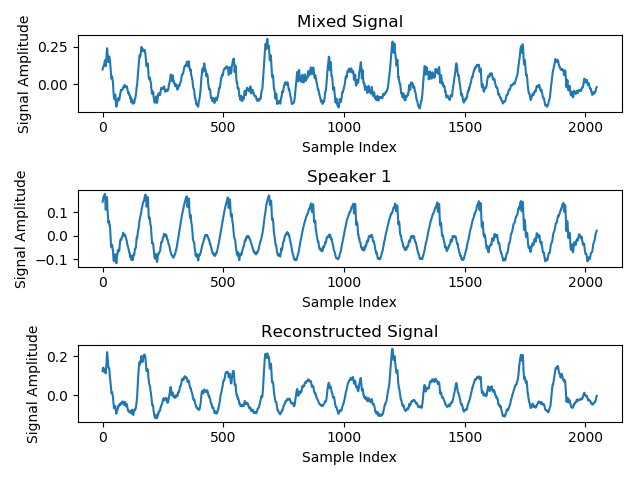 Mixed Signal
Signal Amplitude
0.25
0.00
0 500 1000 1500 2000
Sample Index
Speaker 1
Signal Amplitude
0.1
0.0
−0.1
0 500 1000 1500 2000
Sample Index
Reconstructed Signal
Signal Amplitude
0.2
0.0
0 500 1000 1500 2000
Sample Index